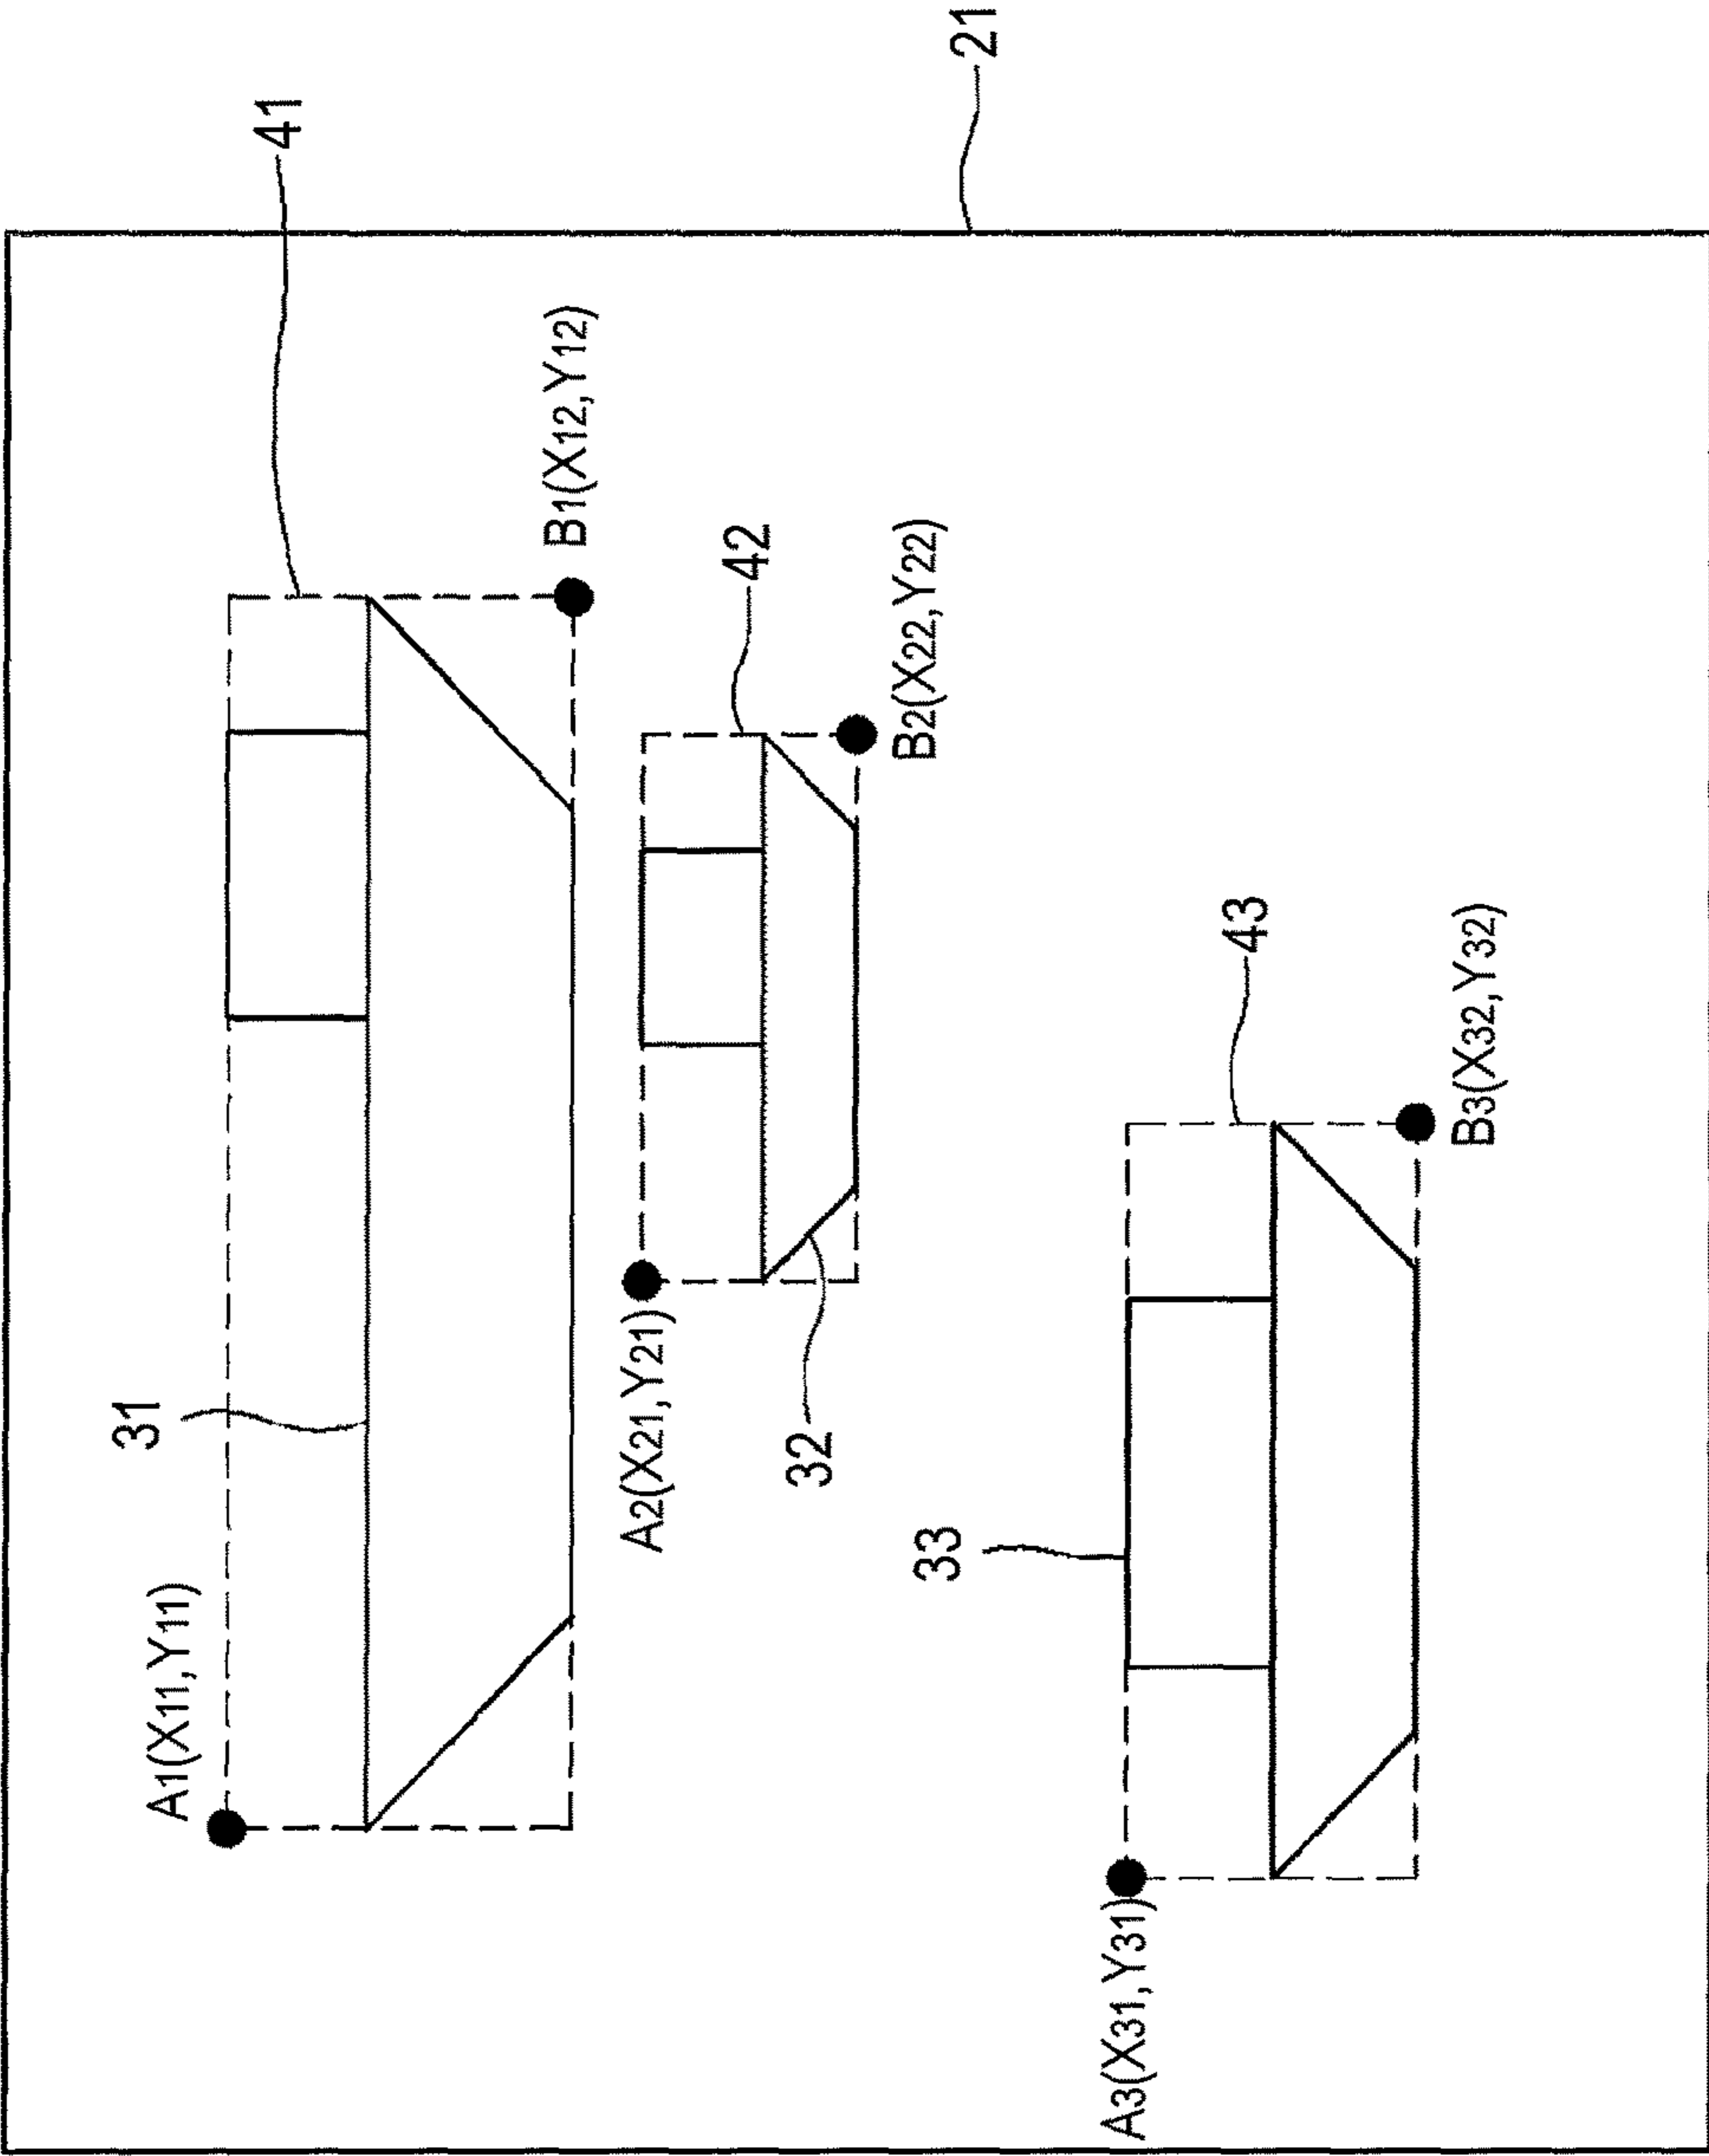 21
41
31
A1(X11,Y11)
B1(X12,Y12)
42
A2(X21,Y21)
B2(X22,Y22)
32
33
43
A3(X31,Y31)
B3(X32,Y32)